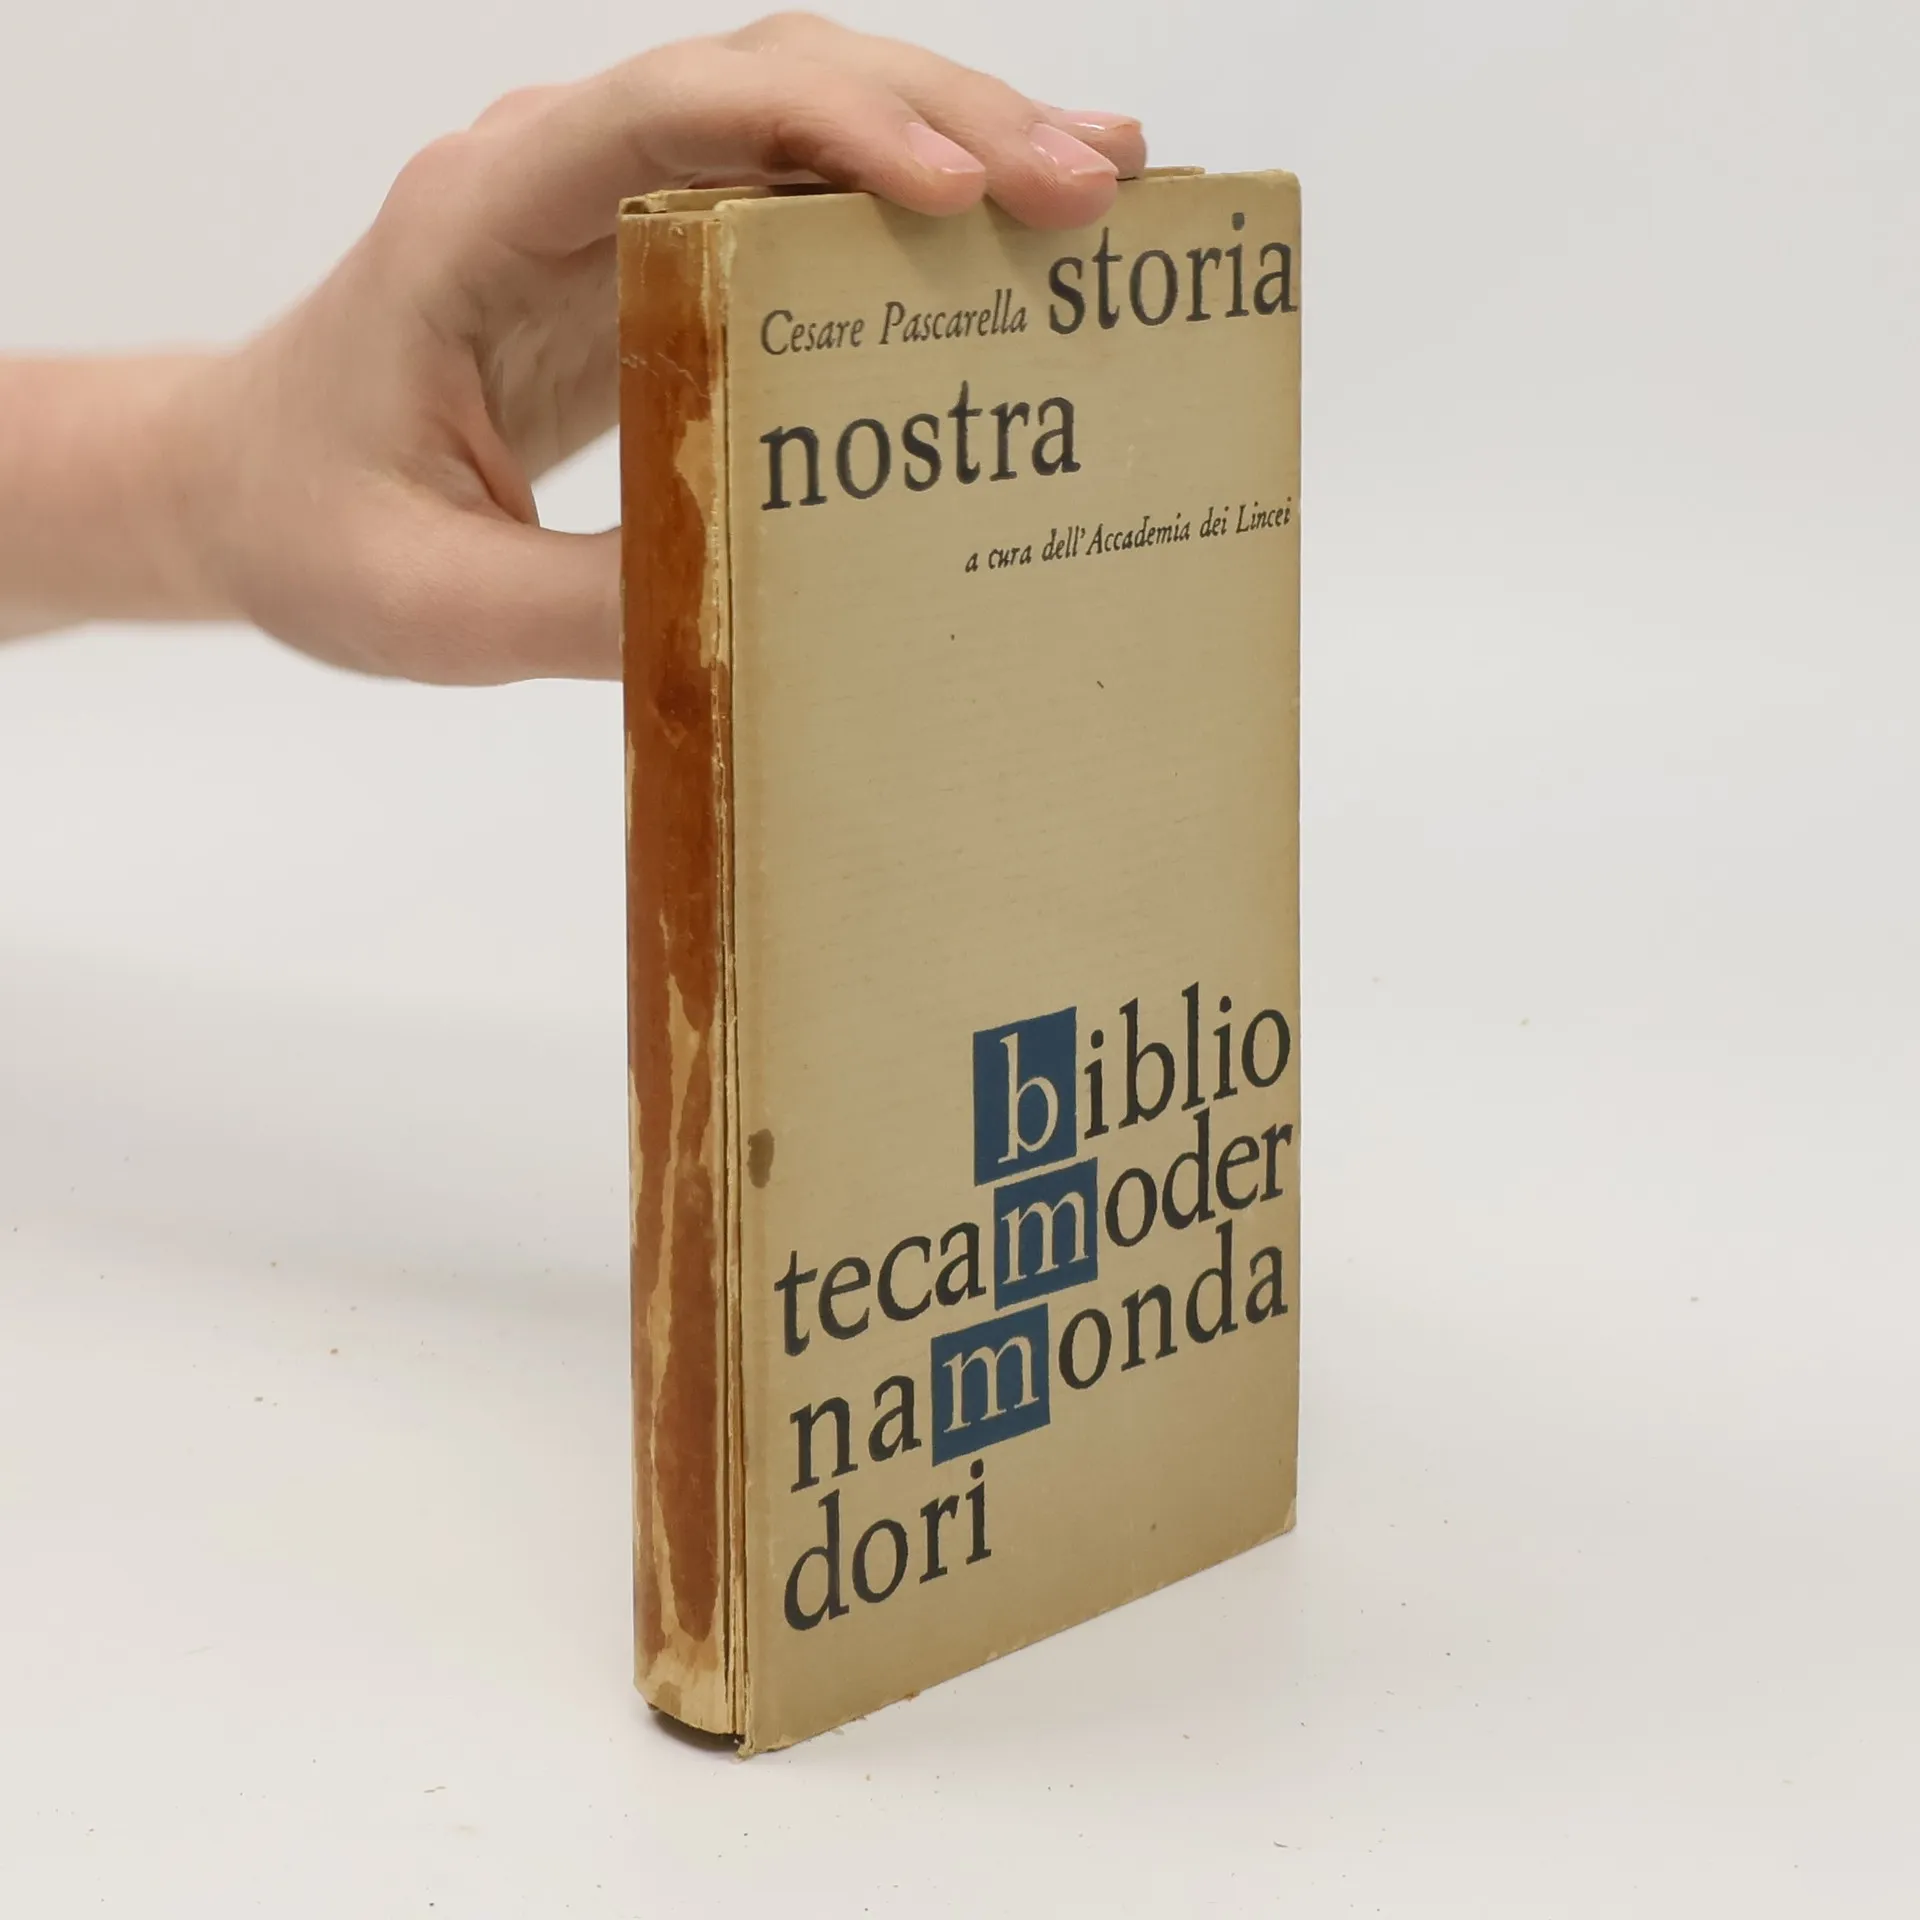 Cesare Pascarella storia
nostra
a cura dell'Accademia dei Lincei
biblio
tecamoder
namonda
dori